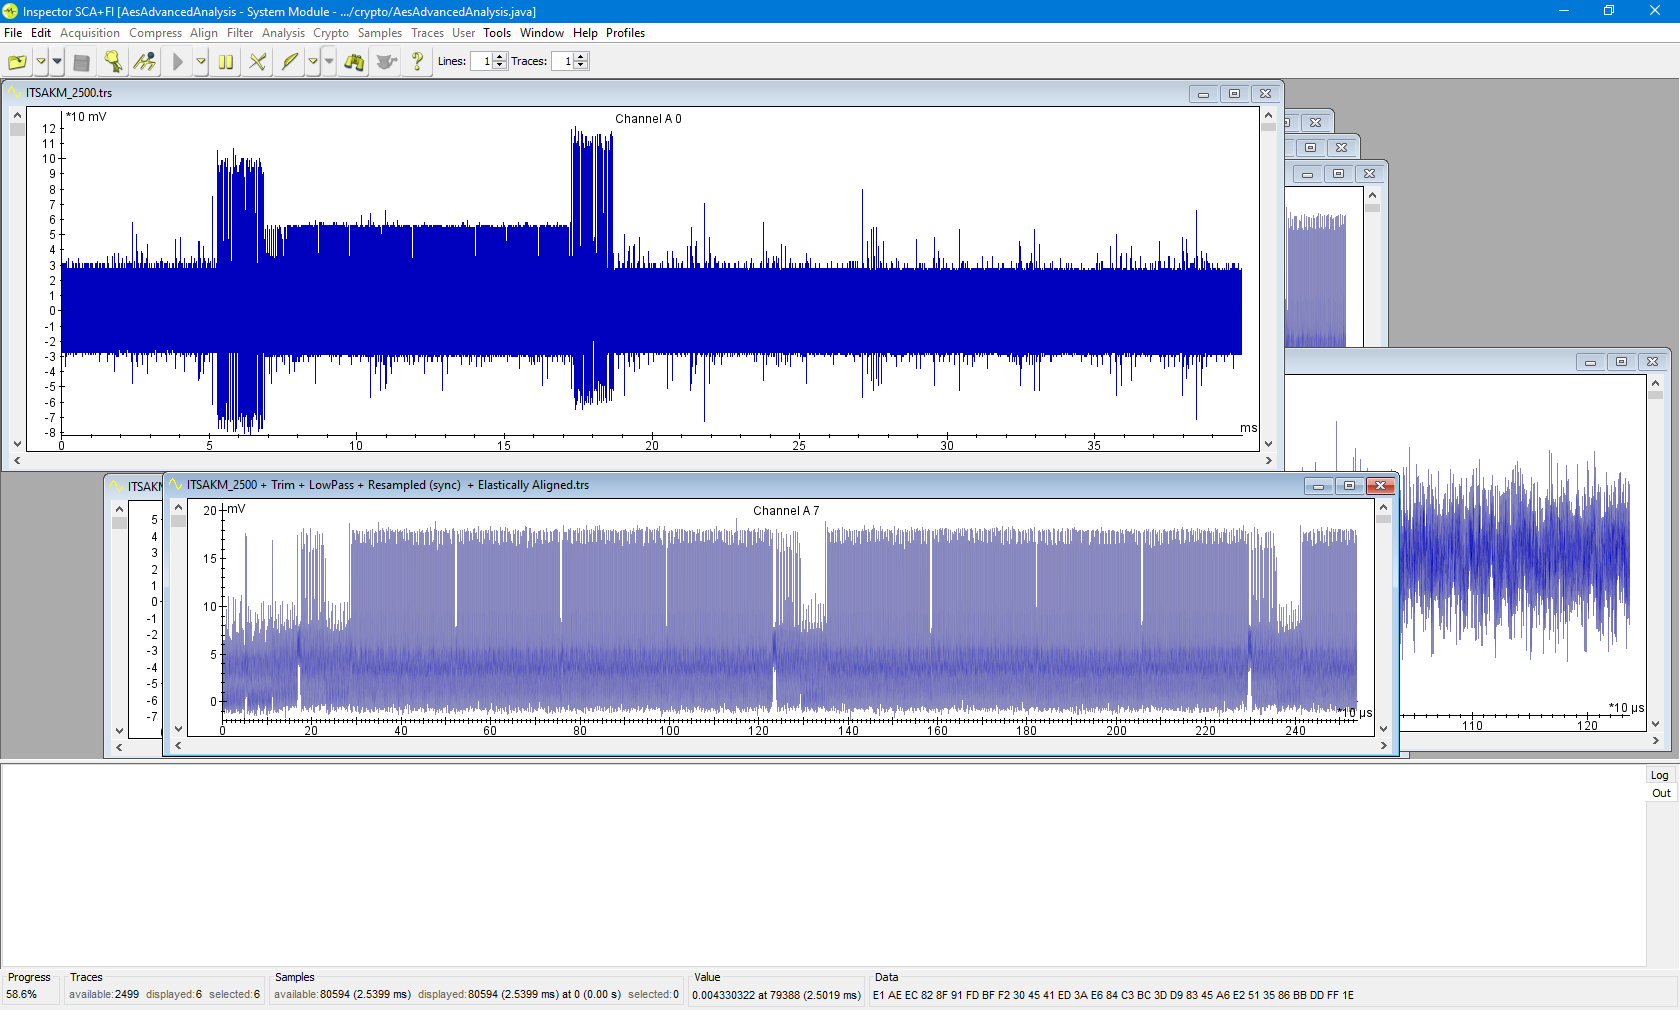 Inspector SCA+FI [AesAdvancedAnalysis - System Module - .../crypto/AesAdvancedAnalysis.java]
File Edit Acquisition Compress Align Filter Analysis Crypto Samples Traces User Tools Window Help Profiles
Lines: 1 Traces: 1
ITSAKM_2500.trs
*10 mV
Channel A 0
12
11
10
9
8
7
6
5
4
3
2
1
0
-1
-2
-3
-4
-5
-6
-7
-8
0 5 10 15 20 25 30 35
ms
ITSAKM
5
4
3
2
1
0
-1
-2
-3
-4
-5
-6
-7
ITSAKM_2500 + Trim + LowPass + Resampled (sync) + Elastically Aligned.trs
mV
Channel A 7
20
15
10
5
0
0 20 40 60 80 100 120 140 160 180 200 220 240
*10 µs
110 120
*10 µs
Log
Out
Progress
58.6%
Traces
available: 2499 displayed: 6 selected: 6
Samples
available: 80594 (2.5399 ms) displayed: 80594 (2.5399 ms) at 0 (0.00 s) selected: 0
Value
0.004330322 at 79388 (2.5019 ms)
Data
E1 AE EC 82 8F 91 FD BF F2 30 45 41 ED 3A E6 84 C3 BC 3D D9 83 45 A6 E2 51 35 86 BB DD FF 1E